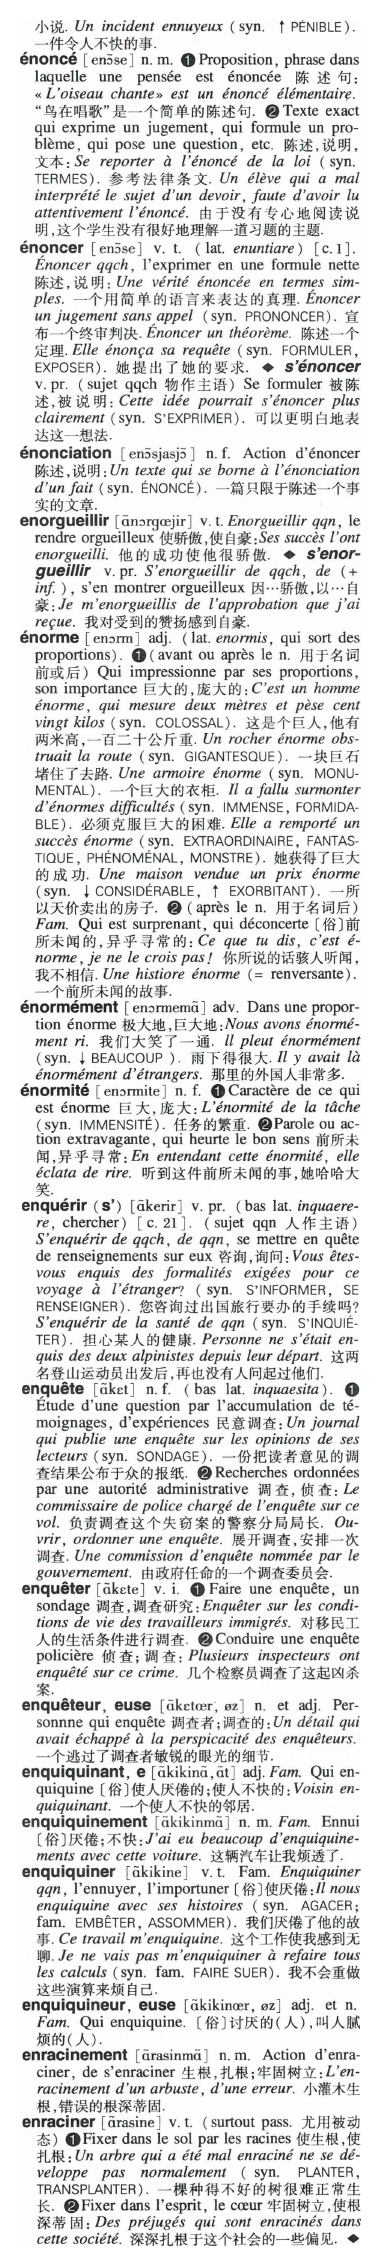 小说. Un incident ennuyeux ( syn. ↑ PÉNIBLE ).
一件令人不快的事.
énoncé [ enɔ̃se] n. m. ❶ Proposition, phrase dans
laquelle une pensée est énoncée 陈述句:
« L'oiseau chante» est un énoncé élémentaire.
“鸟在唱歌”是一个简单的陈述句. ❷ Texte exact
qui exprime un jugement, qui formule un pro-
blème, qui pose une question, etc. 陈述,说明,
文本: Se reporter à l'énoncé de la loi ( syn.
TERMES ). 参考法律条文. Un élève qui a mal
interprété le sujet d'un devoir, faute d'avoir lu
attentivement l'énoncé. 由于没有专心地阅读说
明,这个学生没有很好地理解一道习题的主题.
énoncer [enɔ̃se] v. t. ( lat. enuntiare ) [c.1].
Énoncer qqch, l'exprimer en une formule nette
陈述,说明: Une vérité énoncée en termes sim-
ples. 一个用简单的语言来表达的真理. Énoncer
un jugement sans appel ( syn. PRONONCER ). 宣
布一个终审判决. Énoncer un théorème. 陈述一个
定理. Elle énonça sa requête ( syn. FORMULER,
EXPOSER ). 她提出了她的要求. ◆ s'énoncer
v. pr. ( sujet qqch 物作主语) Se formuler 被陈
述,被说明: Cette idée pourrait s'énoncer plus
clairement ( syn. S'EXPRIMER ). 可以更明白地表
达这一想法.
énonciation [ enɔ̃sjasjɔ̃ ] n. f. Action d'énoncer
陈述,说明: Un texte qui se borne à l'énonciation
d'un fait ( syn. ÉNONCÉ ). 一篇只限于陈述一个事
实的文章.
enorgueillir [ɑ̃nɔrgœjir] v. t. Enorgueillir qqn, le
rendre orgueilleux 使骄傲,使自豪: Ses succès l'ont
enorgueilli. 他的成功使他很骄傲. ◆ s'enor-
gueillir v. pr. S'enorgueillir de qqch, de ( +
inf. ), s'en montrer orgueilleux 因…骄傲,以…自
豪: Je m'enorgueillis de l'approbation que j'ai
reçue. 我对受到的赞扬感到自豪.
énorme [ enɔrm] adj. ( lat. enormis, qui sort des
proportions). ❶ ( avant ou après le n. 用于名词
前或后) Qui impressionne par ses proportions,
son importance 巨大的,庞大的: C'est un homme
énorme, qui mesure deux mètres et pèse cent
vingt kilos ( syn. COLOSSAL ). 这是个巨人,他有
两米高,一百二十公斤重. Un rocher énorme obs-
truait la route ( syn. GIGANTESQUE ). 一块巨石
堵住了去路. Une armoire énorme ( syn. MONU-
MENTAL ). 一个巨大的衣柜. Il a fallu surmonter
d'énormes difficultés ( syn. IMMENSE, FORMIDA-
BLE ). 必须克服巨大的困难. Elle a remporté un
succès énorme ( syn. EXTRAORDINAIRE, FANTAS-
TIQUE, PHÉNOMÉNAL, MONSTRE ). 她获得了巨大
的成功. Une maison vendue un prix énorme
( syn. ↓ CONSIDÉRABLE, ↑ EXORBITANT ). 一所
以天价卖出的房子. ❷ ( après le n. 用于名词后)
Fam. Qui est surprenant, qui déconcerte [俗]前
所未闻的,异乎寻常的: Ce que tu dis, c'est é-
norme, je ne le crois pas! 你所说的话骇人听闻,
我不相信. Une histiore énorme (= renversante).
一个前所未闻的故事.
énormément [ enɔrmemɑ̃] adv. Dans une propor-
tion énorme 极大地,巨大地: Nous avons énormé-
ment ri. 我们大笑了一通. Il pleut énormément
( syn. ↓ BEAUCOUP ). 雨下得很大. Il y avait là
énormément d'étrangers. 那里的外国人非常多.
énormité [ enɔrmite] n. f. ❶ Caractère de ce qui
est énorme 巨大,庞大: L'énormité de la tâche
( syn. IMMENSITÉ ). 任务的繁重. ❷ Parole ou ac-
tion extravagante, qui heurte le bon sens 前所未
闻,异乎寻常: En entendant cette énormité, elle
éclata de rire. 听到这件前所未闻的事,她哈哈大
笑.
enquérir ( s') [ɑ̃kerir] v. pr. ( bas lat. inquaere-
re, chercher) [ c. 21 ]. ( sujet qqn 人作主语)
S'enquérir de qqch, de qqn, se mettre en quête
de renseignements sur eux 咨询,询问: Vous êtes-
vous enquis des formalités exigées pour ce
voyage à l'étranger? ( syn. S'INFORMER, SE
RENSEIGNER ). 您咨询过出国旅行要办的手续吗?
S'enquérir de la santé de qqn ( syn. S'INQUIÉ-
TER ). 担心某人的健康. Personne ne s'était en-
quis des deux alpinistes depuis leur départ. 这两
名登山运动员出发后,再也没有人问起过他们.
enquête [ɑ̃kɛt] n. f. ( bas lat. inquaesita ). ❶
Étude d'une question par l'accumulation de té-
moignages, d'expériences 民意调查: Un journal
qui publie une enquête sur les opinions de ses
lecteurs ( syn. SONDAGE ). 一份把读者意见的调
查结果公布于众的报纸. ❷ Recherches ordonnées
par une autorité administrative 调查,侦查: Le
commissaire de police chargé de l'enquête sur ce
vol. 负责调查这个失窃案的警察分局局长. Ou-
vrir, ordonner une enquête. 展开调查,安排一次
调查. Une commission d'enquête nommée par le
gouvernement. 由政府任命的一个调查委员会.
enquêter [ɑ̃kɛte] v. i. ❶ Faire une enquête, un
sondage 调查,调查研究: Enquêter sur les condi-
tions de vie des travailleurs immigrés. 对移民工
人的生活条件进行调查. ❷ Conduire une enquête
policière 侦查;调查: Plusieurs inspecteurs ont
enquêté sur ce crime. 几个检察员调查了这起凶杀
案.
enquêteur, euse [ɑ̃kɛtœr, øz] n. et adj. Per-
sonnne qui enquête 调查者;调查的: Un détail qui
avait échappé à la perspicacité des enquêteurs.
一个逃过了调查者敏锐的眼光的细节.
enquiquinant, e [ɑ̃kikinɑ̃, ɑ̃t] adj. Fam. Qui en-
quiquine [俗]使人厌倦的;使人不快的: Voisin en-
quiquinant. 一个使人不快的邻居.
enquiquinement [ɑ̃kikinmɑ̃] n. m. Fam. Ennui
[俗]厌倦;不快: J'ai eu beaucoup d'enquiquine-
ments avec cette voiture. 这辆汽车让我烦透了.
enquiquiner [ɑ̃kikine] v. t. Fam. Enquiquiner
qqn, l'ennuyer, l'importuner [俗]使厌倦: Il nous
enquiquine avec ses histoires ( syn. AGACER;
fam. EMBÊTER, ASSOMMER ). 我们厌倦了他的故
事. Ce travail m'enquiquine. 这个工作使我感到无
聊. Je ne vais pas m'enquiquiner à refaire tous
les calculs ( syn. fam. FAIRE SUER ). 我不会重做
这些演算来烦自己.
enquiquineur, euse [ɑ̃kikinœr, øz] adj. et n.
Fam. Qui enquiquine. [俗]讨厌的(人),叫人腻
烦的(人).
enracinement [ɑ̃rasinmɑ̃] n. m. Action d'enra-
ciner, de s'enraciner 生根,扎根;牢固树立: L'en-
racinement d'un arbuste, d'une erreur. 小灌木生
根,错误的根深蒂固.
enraciner [ɑ̃rasine] v. t. ( surtout pass. 尤用被动
态) ❶ Fixer dans le sol par les racines 使生根,使
扎根: Un arbre qui a été mal enraciné ne se dé-
veloppe pas normalement ( syn. PLANTER,
TRANSPLANTER ). 一棵种得不好的树很难正常生
长. ❷ Fixer dans l'esprit, le cœur 牢固树立,使根
深蒂固: Des préjugés qui sont enracinés dans
cette société. 深深扎根于这个社会的一些偏见. ◆